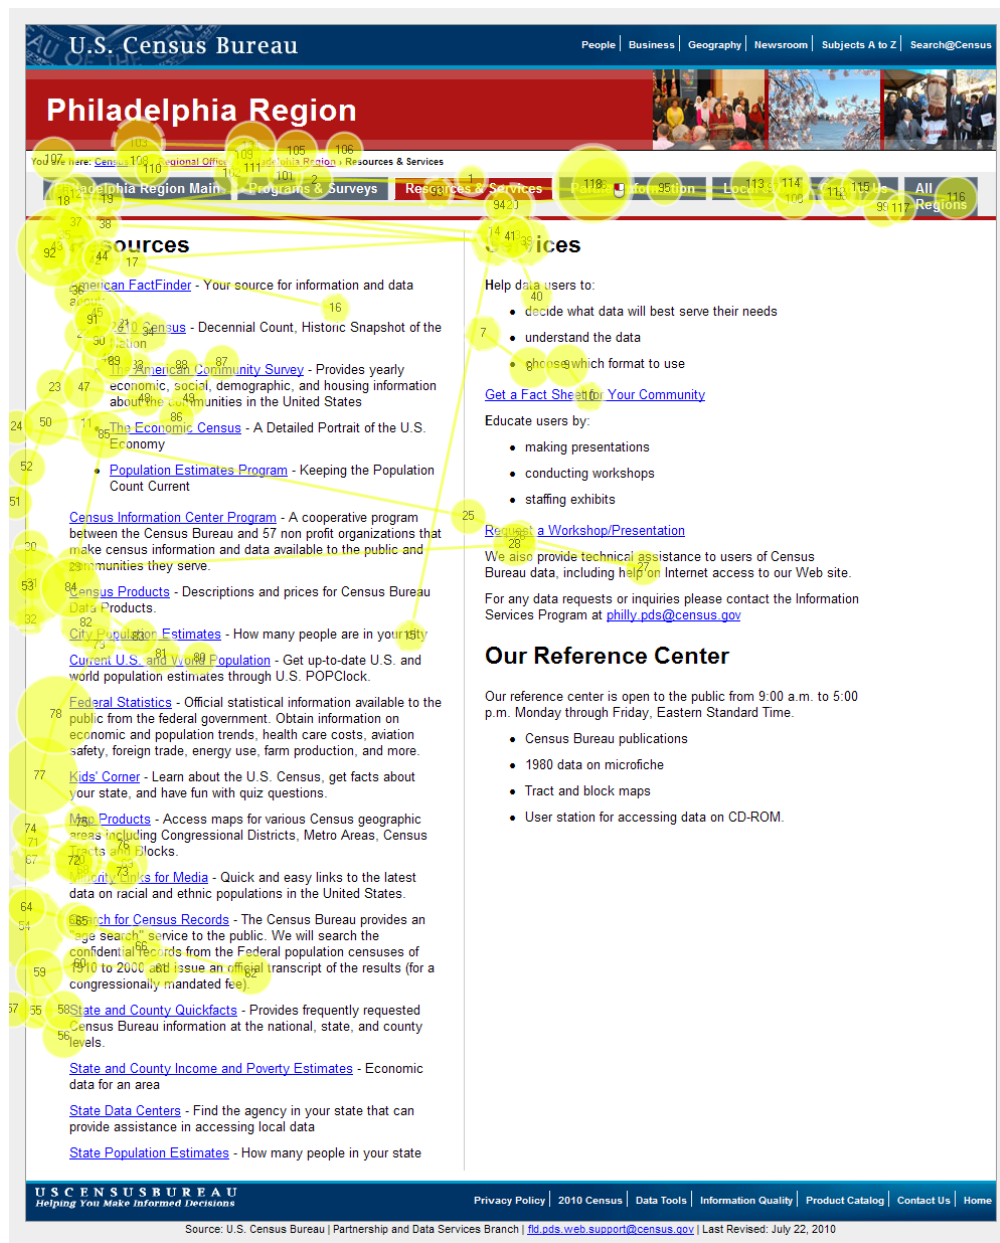 U.S. Census Bureau
People Business Geography Newsroom Subjects A to Z Search@Census
Philadelphia Region
You are here: Census Regional Office Philadelphia Region › Resources & Services
Philadelphia Region Main Programs & Surveys Resources & Services Information Us All Regions
Resources
American FactFinder - Your source for information and data
2010 Census - Decennial Count, Historic Snapshot of the
Nation
The American Community Survey - Provides yearly
economic, social, demographic, and housing information
about the communities in the United States
The Economic Census - A Detailed Portrait of the U.S.
Economy
Population Estimates Program - Keeping the Population
Count Current
Census Information Center Program - A cooperative program
between the Census Bureau and 57 non profit organizations that
make census information and data available to the public and
communities they serve.
Census Products - Descriptions and prices for Census Bureau
Data Products.
City Population Estimates - How many people are in your city
Current U.S. and World Population - Get up-to-date U.S. and
world population estimates through U.S. POPClock.
Federal Statistics - Official statistical information available to the
public from the federal government. Obtain information on
economic and population trends, health care costs, aviation
safety, foreign trade, energy use, farm production, and more.
Kids' Corner - Learn about the U.S. Census, get facts about
your state, and have fun with quiz questions.
Map Products - Access maps for various Census geographic
areas including Congressional Districts, Metro Areas, Census
Tracts and Blocks.
Minority Links for Media - Quick and easy links to the latest
data on racial and ethnic populations in the United States.
Search for Census Records - The Census Bureau provides an
"age search" service to the public. We will search the
confidential records from the Federal population censuses of
1910 to 2000 and issue an official transcript of the results (for a
congressionally mandated fee).
State and County Quickfacts - Provides frequently requested
Census Bureau information at the national, state, and county
levels.
State and County Income and Poverty Estimates - Economic
data for an area
State Data Centers - Find the agency in your state that can
provide assistance in accessing local data
State Population Estimates - How many people in your state
Services
Help data users to:
decide what data will best serve their needs
understand the data
choose which format to use
Get a Fact Sheet for Your Community
Educate users by:
making presentations
conducting workshops
staffing exhibits
Request a Workshop/Presentation
We also provide technical assistance to users of Census
Bureau data, including help on Internet access to our Web site.
For any data requests or inquiries please contact the Information
Services Program at philly.pds@census.gov
Our Reference Center
Our reference center is open to the public from 9:00 a.m. to 5:00
p.m. Monday through Friday, Eastern Standard Time.
Census Bureau publications
1980 data on microfiche
Tract and block maps
User station for accessing data on CD-ROM.
USCENSUSBUREAU
Helping You Make Informed Decisions
Privacy Policy 2010 Census Data Tools Information Quality Product Catalog Contact Us Home
Source: U.S. Census Bureau | Partnership and Data Services Branch | fld.pds.web.support@census.gov | Last Revised: July 22, 2010